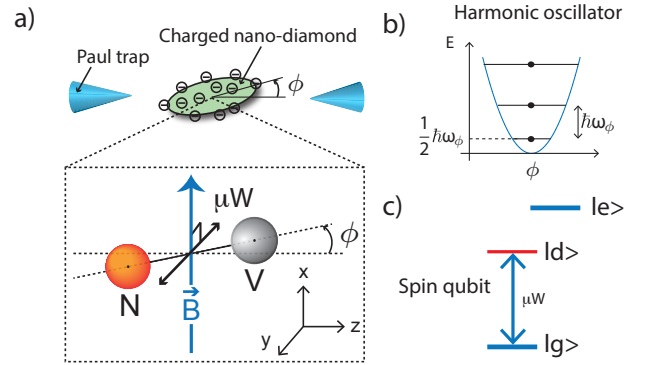 a)
Paul trap
Charged nano-diamond
ϕ
μW
ϕ
N
V
B
x
y
z
b)
Harmonic oscillator
E
1/2 ħω_ϕ
ħω_ϕ
ϕ
c)
|e>
|d>
Spin qubit
μW
|g>